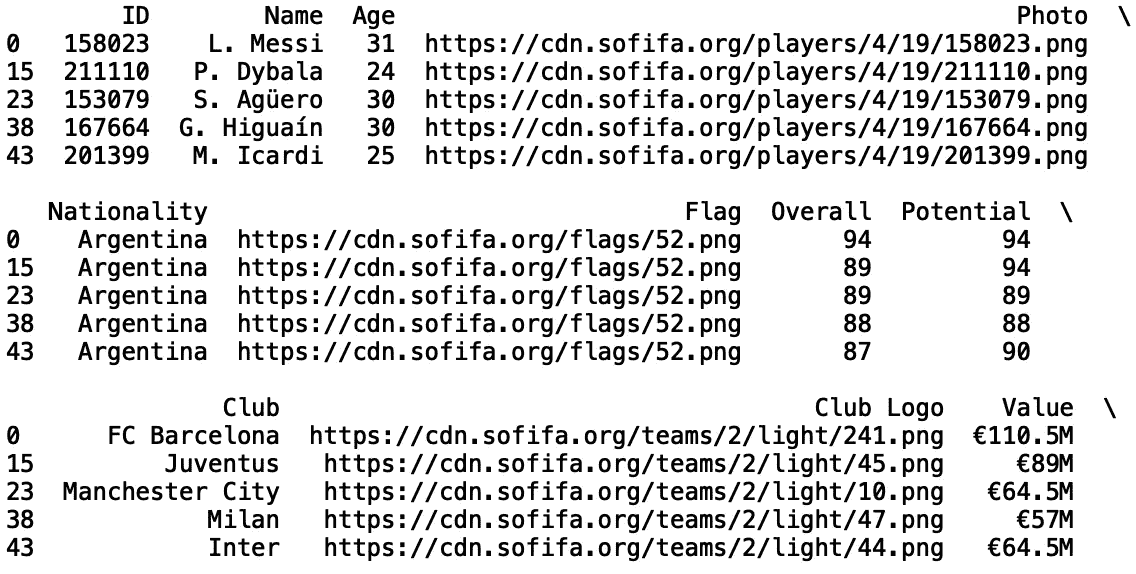 ID Name Age Photo \
0 158023 L. Messi 31 https://cdn.sofifa.org/players/4/19/158023.png
15 211110 P. Dybala 24 https://cdn.sofifa.org/players/4/19/211110.png
23 153079 S. Agüero 30 https://cdn.sofifa.org/players/4/19/153079.png
38 167664 G. Higuaín 30 https://cdn.sofifa.org/players/4/19/167664.png
43 201399 M. Icardi 25 https://cdn.sofifa.org/players/4/19/201399.png
Nationality Flag Overall Potential \
0 Argentina https://cdn.sofifa.org/flags/52.png 94 94
15 Argentina https://cdn.sofifa.org/flags/52.png 89 94
23 Argentina https://cdn.sofifa.org/flags/52.png 89 89
38 Argentina https://cdn.sofifa.org/flags/52.png 88 88
43 Argentina https://cdn.sofifa.org/flags/52.png 87 90
Club Club Logo Value \
0 FC Barcelona https://cdn.sofifa.org/teams/2/light/241.png €110.5M
15 Juventus https://cdn.sofifa.org/teams/2/light/45.png €89M
23 Manchester City https://cdn.sofifa.org/teams/2/light/10.png €64.5M
38 Milan https://cdn.sofifa.org/teams/2/light/47.png €57M
43 Inter https://cdn.sofifa.org/teams/2/light/44.png €64.5M